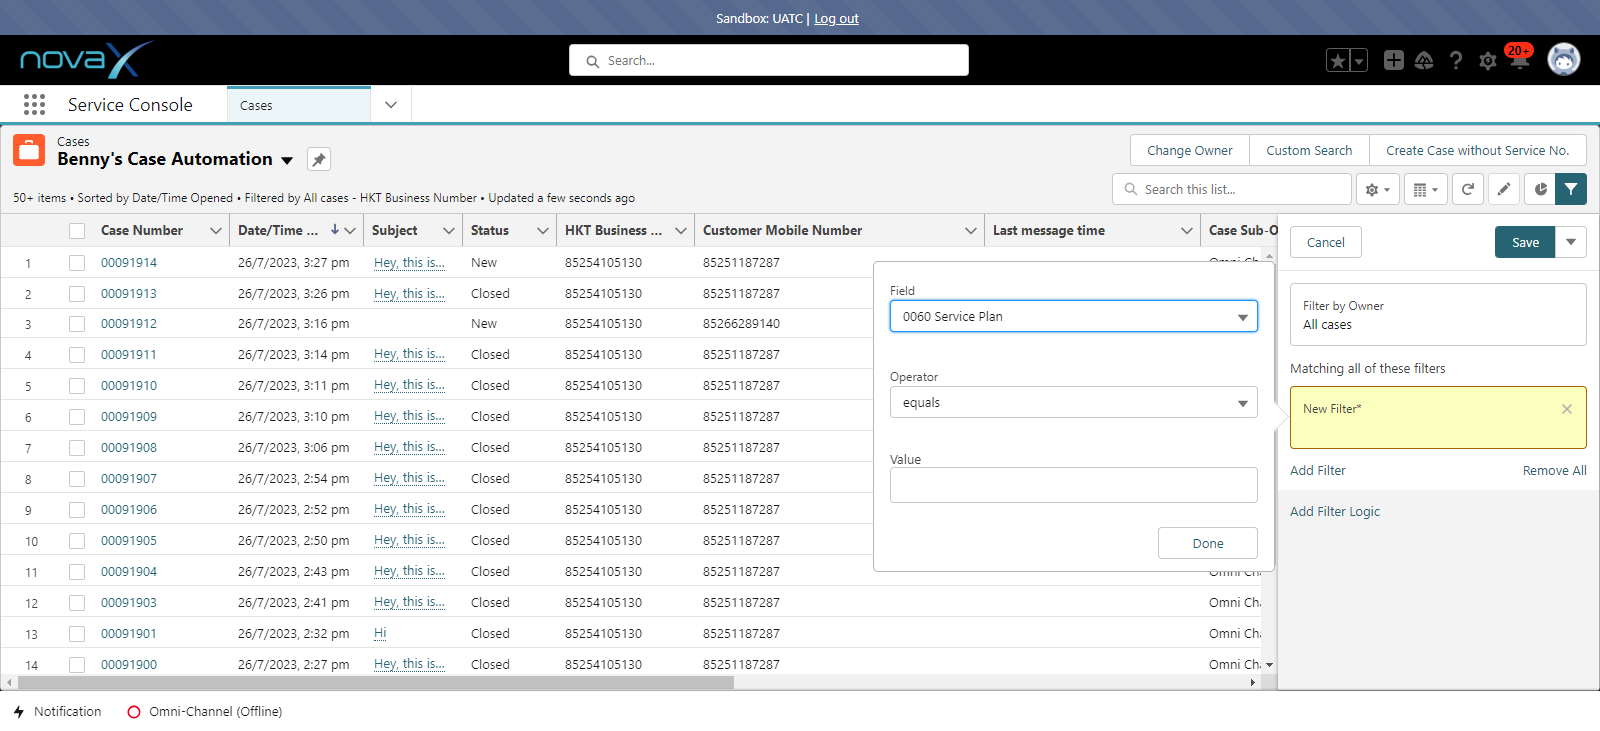 Sandbox: UATC | Log out
novaX
Search...
20+
Service Console
Cases
Cases
Benny's Case Automation
Change Owner
Custom Search
Create Case without Service No.
50+ items • Sorted by Date/Time Opened • Filtered by All cases - HKT Business Number • Updated a few seconds ago
Search this list...
Case Number Date/Time ... Subject Status HKT Business ... Customer Mobile Number Last message time Case Sub-O
1 00091914 26/7/2023, 3:27 pm Hey, this is... New 85254105130 85251187287 Omni Ch
2 00091913 26/7/2023, 3:26 pm Hey, this is... Closed 85254105130 85251187287
3 00091912 26/7/2023, 3:16 pm New 85254105130 85266289140
4 00091911 26/7/2023, 3:14 pm Hey, this is... Closed 85254105130 85251187287
5 00091910 26/7/2023, 3:11 pm Hey, this is... Closed 85254105130 85251187287
6 00091909 26/7/2023, 3:10 pm Hey, this is... Closed 85254105130 85251187287
7 00091908 26/7/2023, 3:06 pm Hey, this is... Closed 85254105130 85251187287
8 00091907 26/7/2023, 2:54 pm Hey, this is... Closed 85254105130 85251187287
9 00091906 26/7/2023, 2:52 pm Hey, this is... Closed 85254105130 85251187287
10 00091905 26/7/2023, 2:50 pm Hey, this is... Closed 85254105130 85251187287
11 00091904 26/7/2023, 2:43 pm Hey, this is... Closed 85254105130 85251187287 Omni Ch
12 00091903 26/7/2023, 2:41 pm Hey, this is... Closed 85254105130 85251187287 Omni Cha
13 00091901 26/7/2023, 2:32 pm Hi Closed 85254105130 85251187287 Omni Cha
14 00091900 26/7/2023, 2:27 pm Hey, this is... Closed 85254105130 85251187287 Omni Cha
Field
0060 Service Plan
Operator
equals
Value
Done
Cancel
Save
Filter by Owner
All cases
Matching all of these filters
New Filter*
Add Filter
Remove All
Add Filter Logic
Notification
Omni-Channel (Offline)